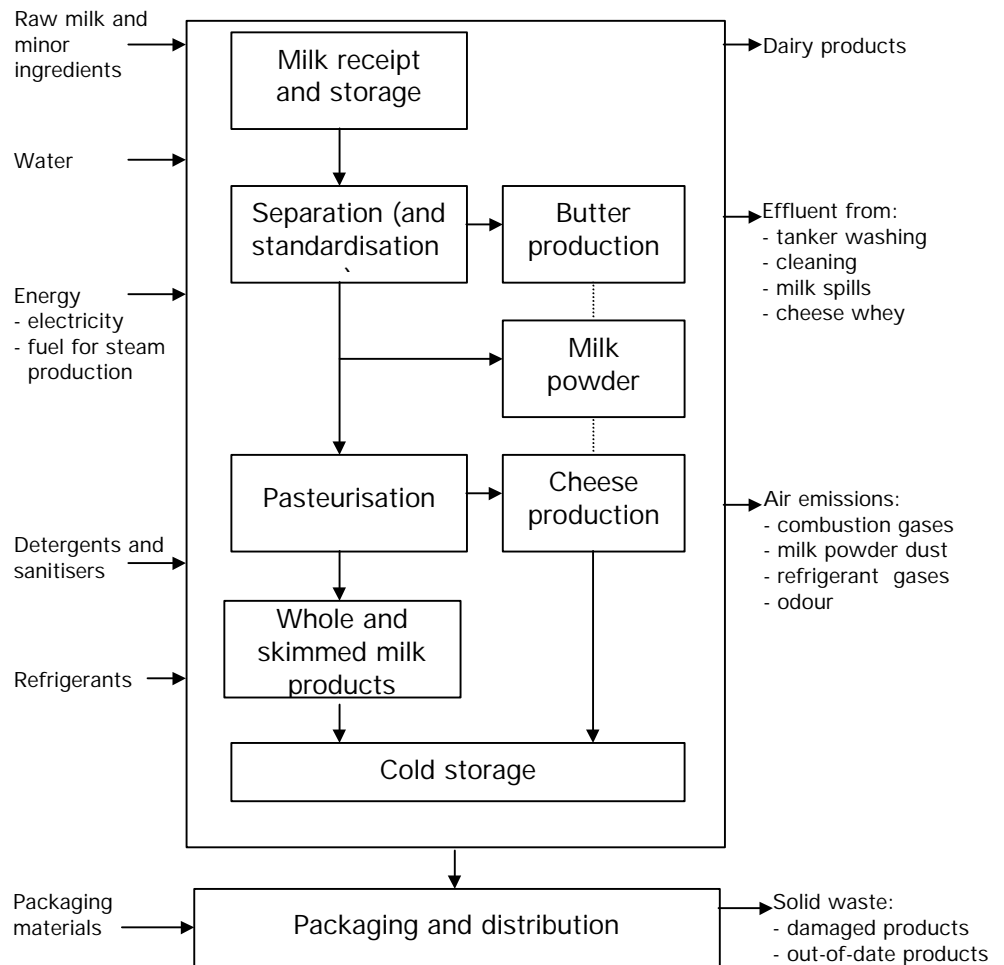 Raw milk and
minor
ingredients
Milk receipt
and storage
Dairy products
Water
Separation (and
standardisation
)
Butter
production
Effluent from:
- tanker washing
- cleaning
- milk spills
- cheese whey
Energy
- electricity
- fuel for steam
production
Milk
powder
Pasteurisation
Cheese
production
Air emissions:
- combustion gases
- milk powder dust
- refrigerant gases
- odour
Detergents and
sanitisers
Whole and
skimmed milk
products
Refrigerants
Cold storage
Packaging
materials
Packaging and distribution
Solid waste:
- damaged products
- out-of-date products